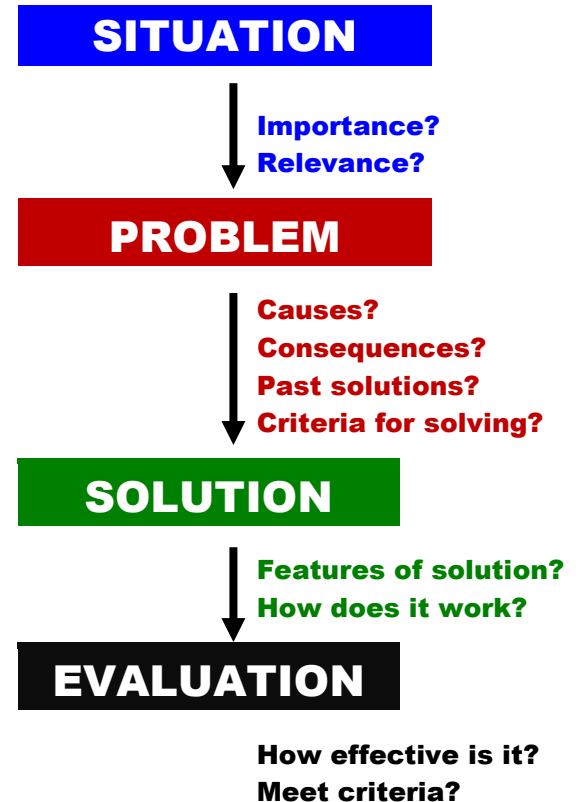 SITUATION
Importance?
Relevance?
PROBLEM
Causes?
Consequences?
Past solutions?
Criteria for solving?
SOLUTION
Features of solution?
How does it work?
EVALUATION
How effective is it?
Meet criteria?